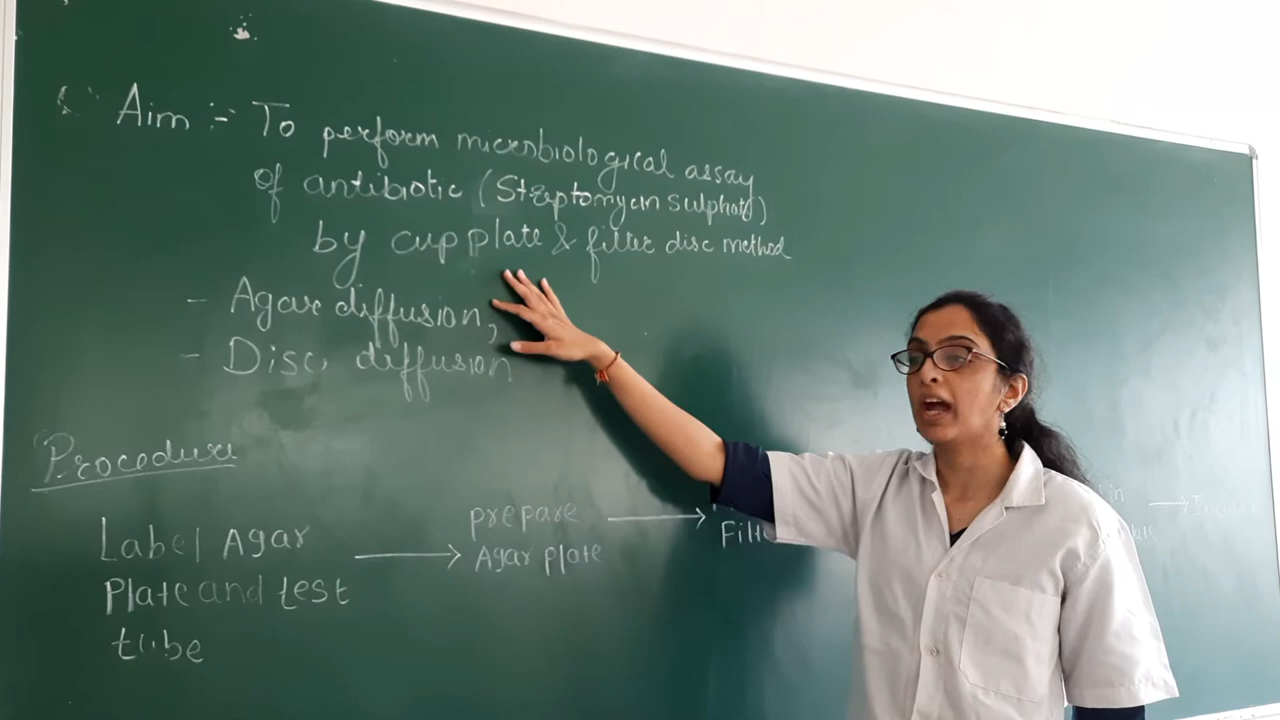 Aim :- To perform microbiological assay
of antibiotic (Streptomycin sulphate)
by cup plate & filter disc method
- Agar diffusion,
- Disc diffusion
Procedure
Label Agar
Plate and test
tube
→
prepare
Agar plate
→
in
→